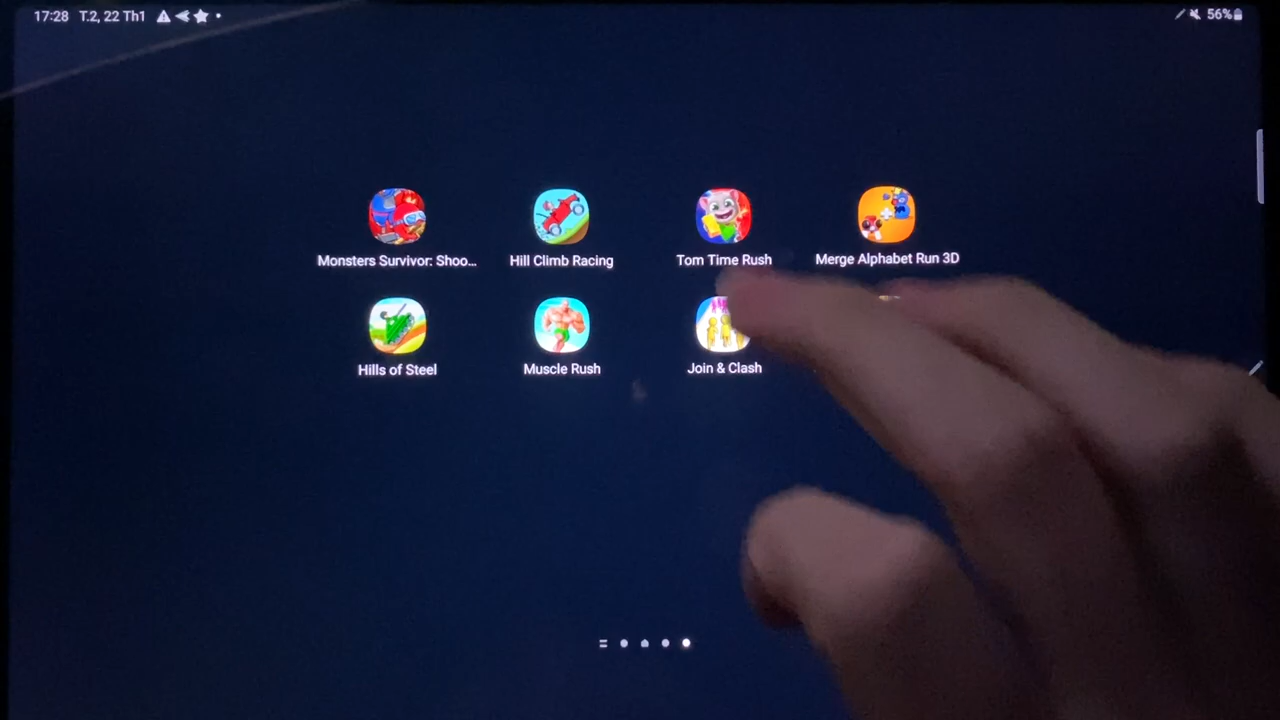 17:28 T.2, 22 Th1
56%
Monsters Survivor: Shoo...
Hill Climb Racing
Tom Time Rush
Merge Alphabet Run 3D
Hills of Steel
Muscle Rush
Join & Clash